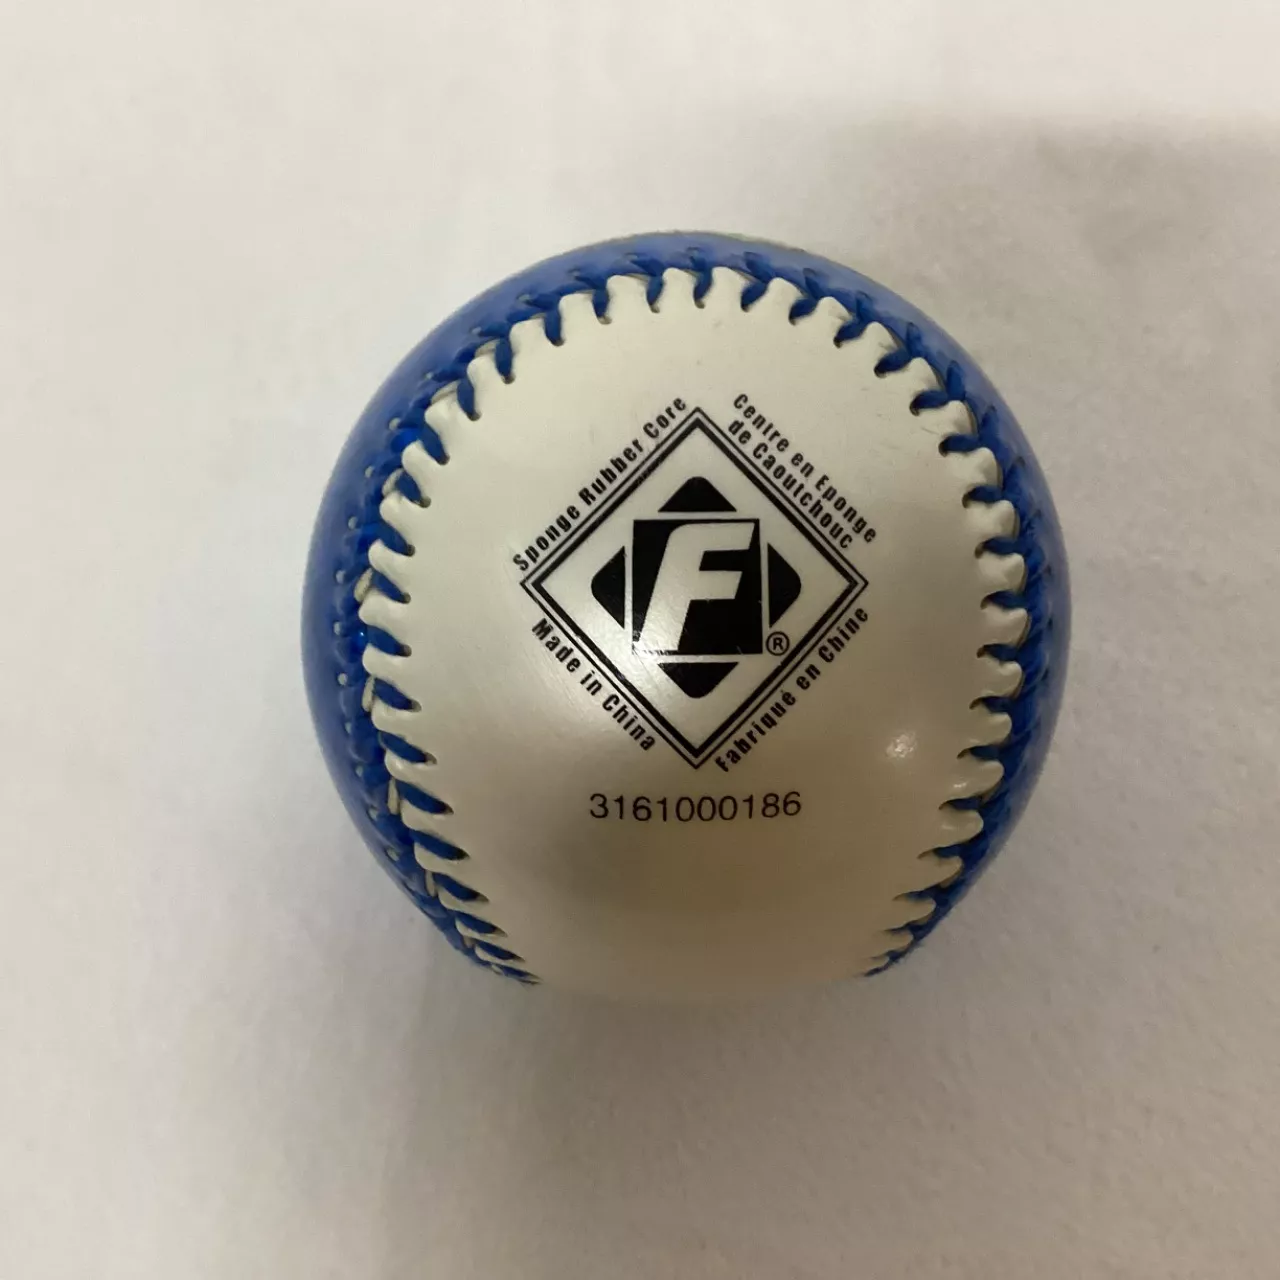 Sponge Rubber Core
Centre en Eponge
de Caoutchouc
F®
Made in China
Fabriqué en Chine
3161000186